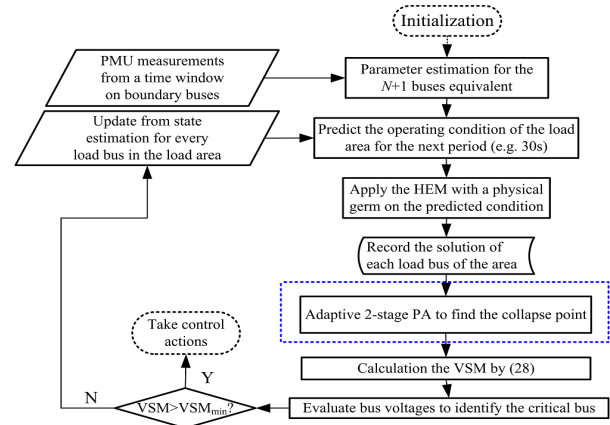 Initialization
PMU measurements
from a time window
on boundary buses
Parameter estimation for the
N+1 buses equivalent
Update from state
estimation for every
load bus in the load area
Predict the operating condition of the load
area for the next period (e.g. 30s)
Apply the HEM with a physical
germ on the predicted condition
Record the solution of
each load bus of the area
Adaptive 2-stage PA to find the collapse point
Take control
actions
Calculation the VSM by (28)
Y
N
VSM>VSMmin?
Evaluate bus voltages to identify the critical bus